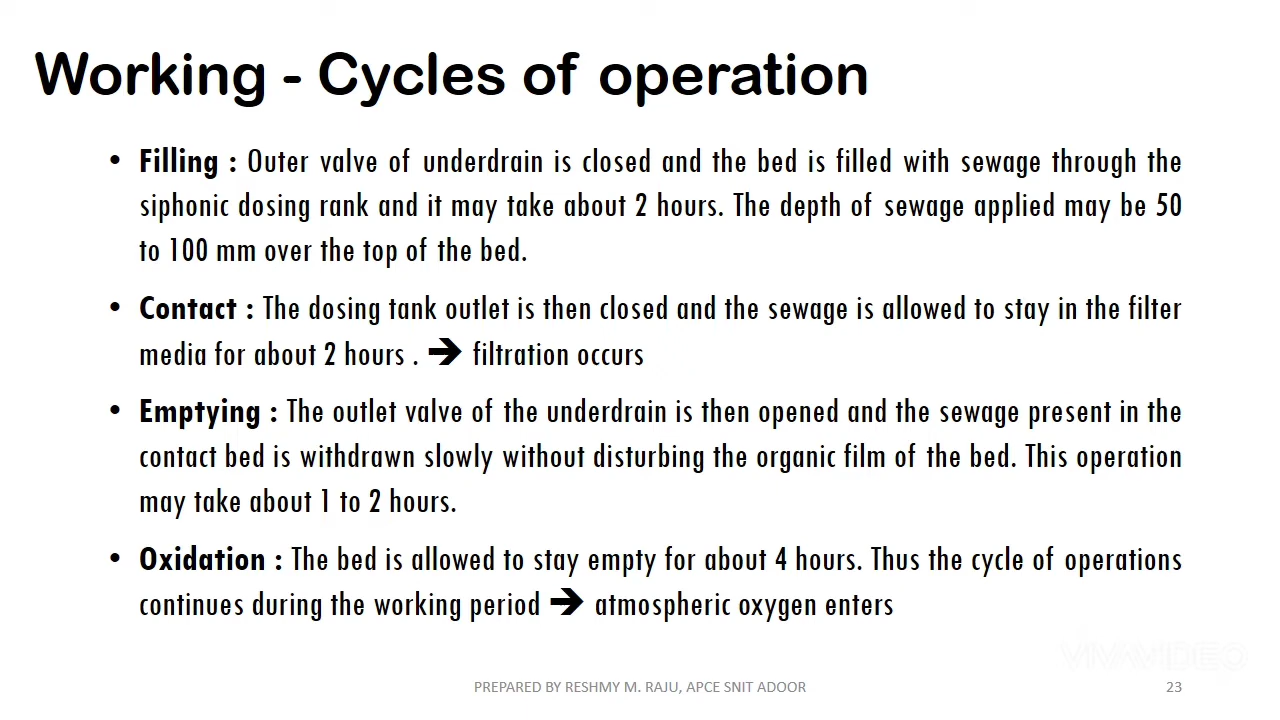 Working - Cycles of operation
• Filling : Outer valve of underdrain is closed and the bed is filled with sewage through the
siphonic dosing rank and it may take about 2 hours. The depth of sewage applied may be 50
to 100 mm over the top of the bed.
• Contact : The dosing tank outlet is then closed and the sewage is allowed to stay in the filter
media for about 2 hours . ➔ filtration occurs
• Emptying : The outlet valve of the underdrain is then opened and the sewage present in the
contact bed is withdrawn slowly without disturbing the organic film of the bed. This operation
may take about 1 to 2 hours.
• Oxidation : The bed is allowed to stay empty for about 4 hours. Thus the cycle of operations
continues during the working period ➔ atmospheric oxygen enters
VIVAVIDEO
PREPARED BY RESHMY M. RAJU, APCE SNIT ADOOR
23